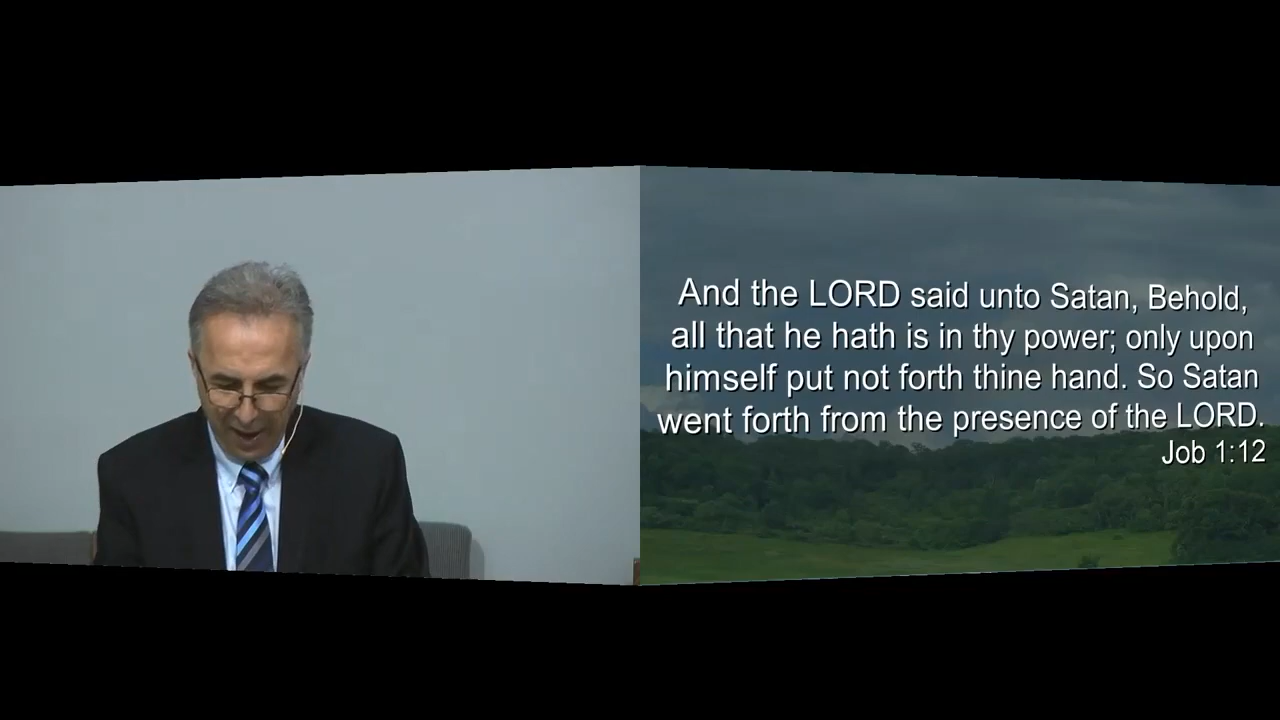 And the LORD said unto Satan, Behold,
all that he hath is in thy power; only upon
himself put not forth thine hand. So Satan
went forth from the presence of the LORD.
Job 1:12